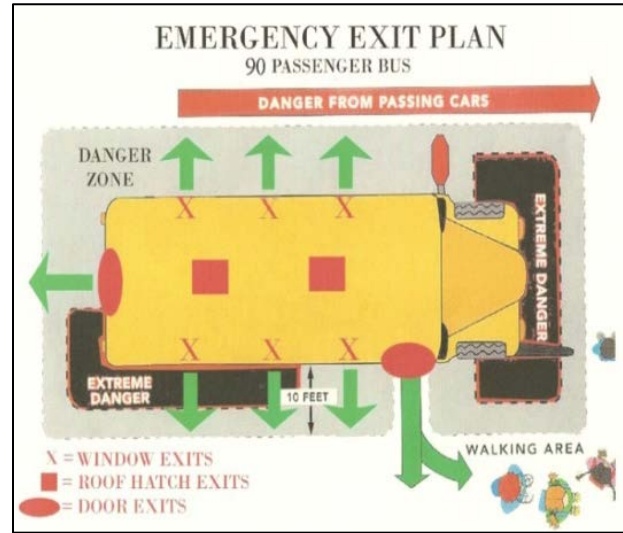 EMERGENCY EXIT PLAN
90 PASSENGER BUS
DANGER FROM PASSING CARS
DANGER
ZONE
X X X
EXTREME DANGER
X X X
EXTREME
DANGER
10 FEET
WALKING AREA
X = WINDOW EXITS
= ROOF HATCH EXITS
= DOOR EXITS